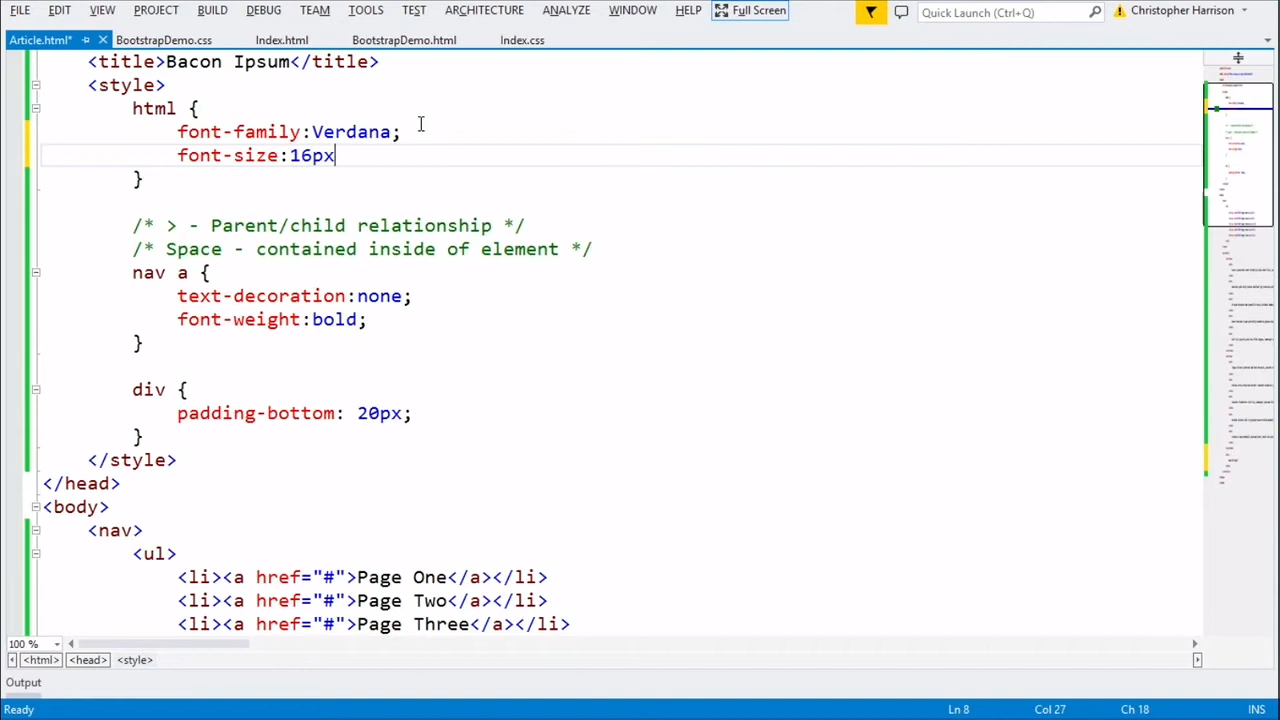 FILE EDIT VIEW PROJECT BUILD DEBUG TEAM TOOLS TEST ARCHITECTURE ANALYZE WINDOW HELP Full Screen Quick Launch (Ctrl+Q) Christopher Harrison
Article.html* BootstrapDemo.css Index.html BootstrapDemo.html Index.css
<title>Bacon Ipsum</title>
<style>
html {
font-family:Verdana;
font-size:16px
}
/* > - Parent/child relationship */
/* Space - contained inside of element */
nav a {
text-decoration:none;
font-weight:bold;
}
div {
padding-bottom: 20px;
}
</style>
</head>
<body>
<nav>
<ul>
<li><a href="#">Page One</a></li>
<li><a href="#">Page Two</a></li>
<li><a href="#">Page Three</a></li>
100 %
<html> <head> <style>
Output
Ready Ln 8 Col 27 Ch 18 INS